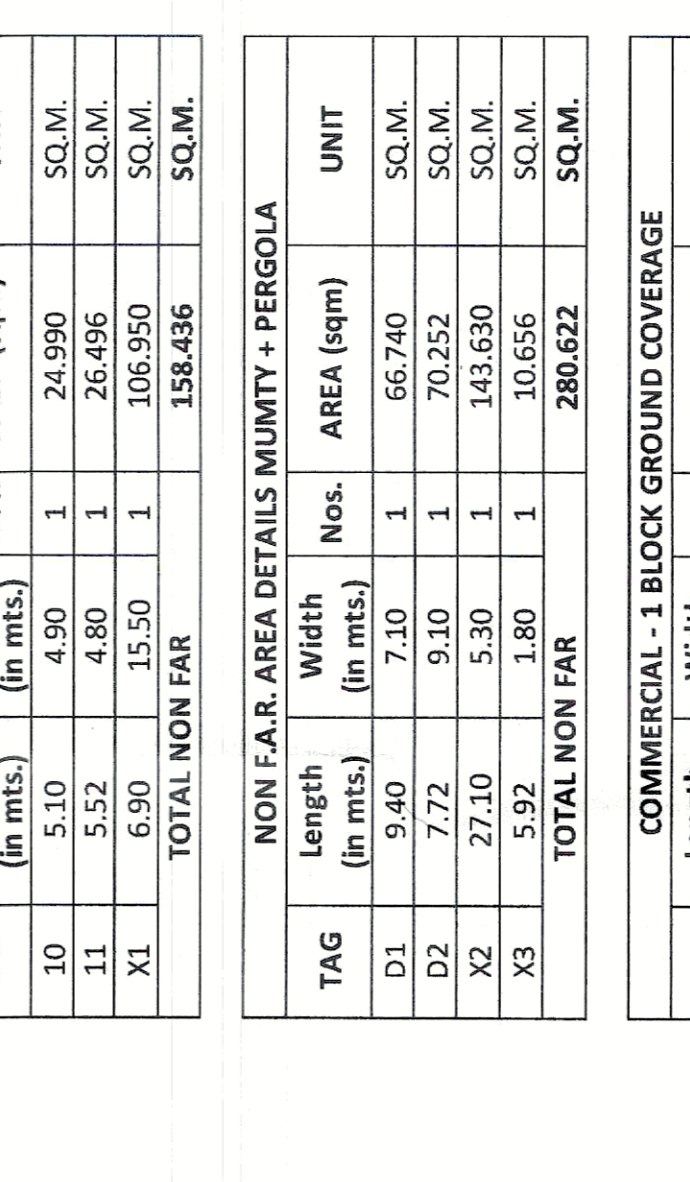 (in mts.) (in mts.)
10 5.10 4.90 1 24.990 SQ.M.
11 5.52 4.80 1 26.496 SQ.M.
X1 6.90 15.50 1 106.950 SQ.M.
TOTAL NON FAR 158.436 SQ.M.
NON F.A.R. AREA DETAILS MUMTY + PERGOLA
TAG Length (in mts.) Width (in mts.) Nos. AREA (sqm) UNIT
D1 9.40 7.10 1 66.740 SQ.M.
D2 7.72 9.10 1 70.252 SQ.M.
X2 27.10 5.30 1 143.630 SQ.M.
X3 5.92 1.80 1 10.656 SQ.M.
TOTAL NON FAR 280.622 SQ.M.
COMMERCIAL - 1 BLOCK GROUND COVERAGE